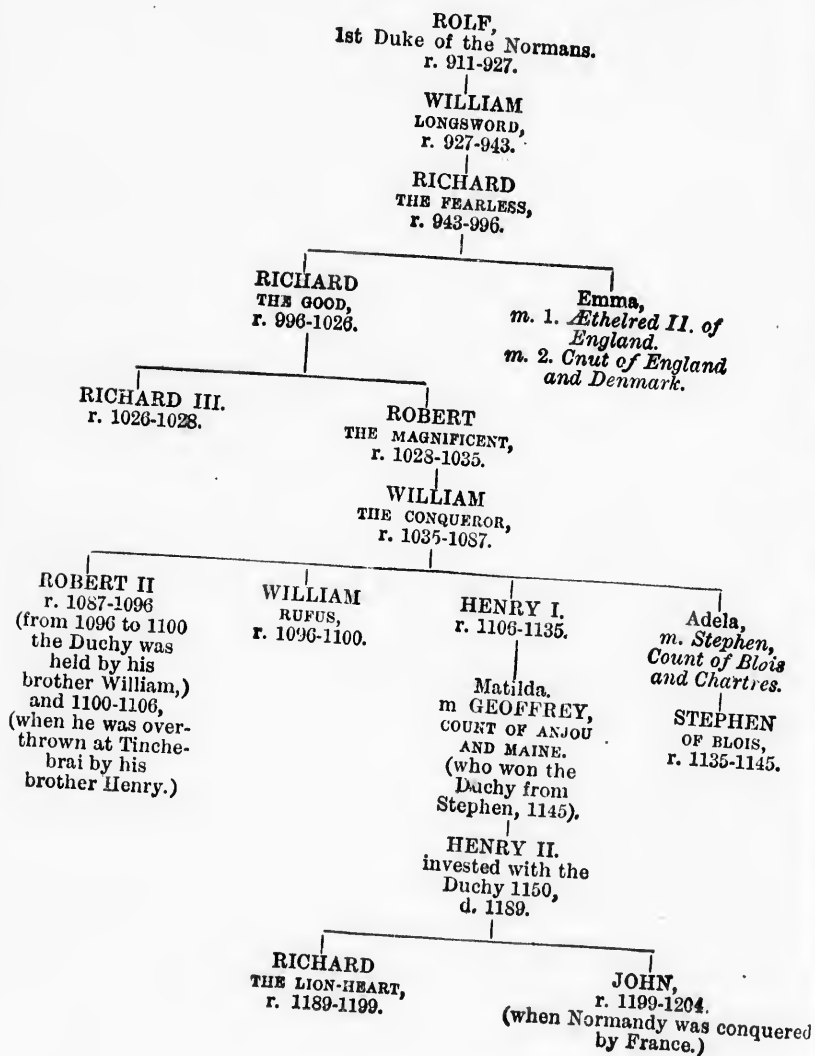 ROLF,
1st Duke of the Normans.
r. 911-927.
WILLIAM
LONGSWORD,
r. 927-943.
RICHARD
THE FEARLESS,
r. 943-996.
RICHARD
THE GOOD,
r. 996-1026.
Emma,
m. 1. Æthelred II. of
England.
m. 2. Cnut of England
and Denmark.
RICHARD III.
r. 1026-1028.
ROBERT
THE MAGNIFICENT,
r. 1028-1035.
WILLIAM
THE CONQUEROR,
r. 1035-1087.
ROBERT II
r. 1087-1096
(from 1096 to 1100
the Duchy was
held by his
brother William,)
and 1100-1106,
(when he was over-
thrown at Tinche-
brai by his
brother Henry.)
WILLIAM
RUFUS,
r. 1096-1100.
HENRY I.
r. 1106-1135.
Matilda.
m GEOFFREY,
COUNT OF ANJOU
AND MAINE.
(who won the
Duchy from
Stephen, 1145).
HENRY II.
invested with the
Duchy 1150,
d. 1189.
Adela,
m. Stephen,
Count of Blois
and Chartres.
STEPHEN
OF BLOIS,
r. 1135-1145.
RICHARD
THE LION-HEART,
r. 1189-1199.
JOHN,
r. 1199-1204.
(when Normandy was conquered
by France.)